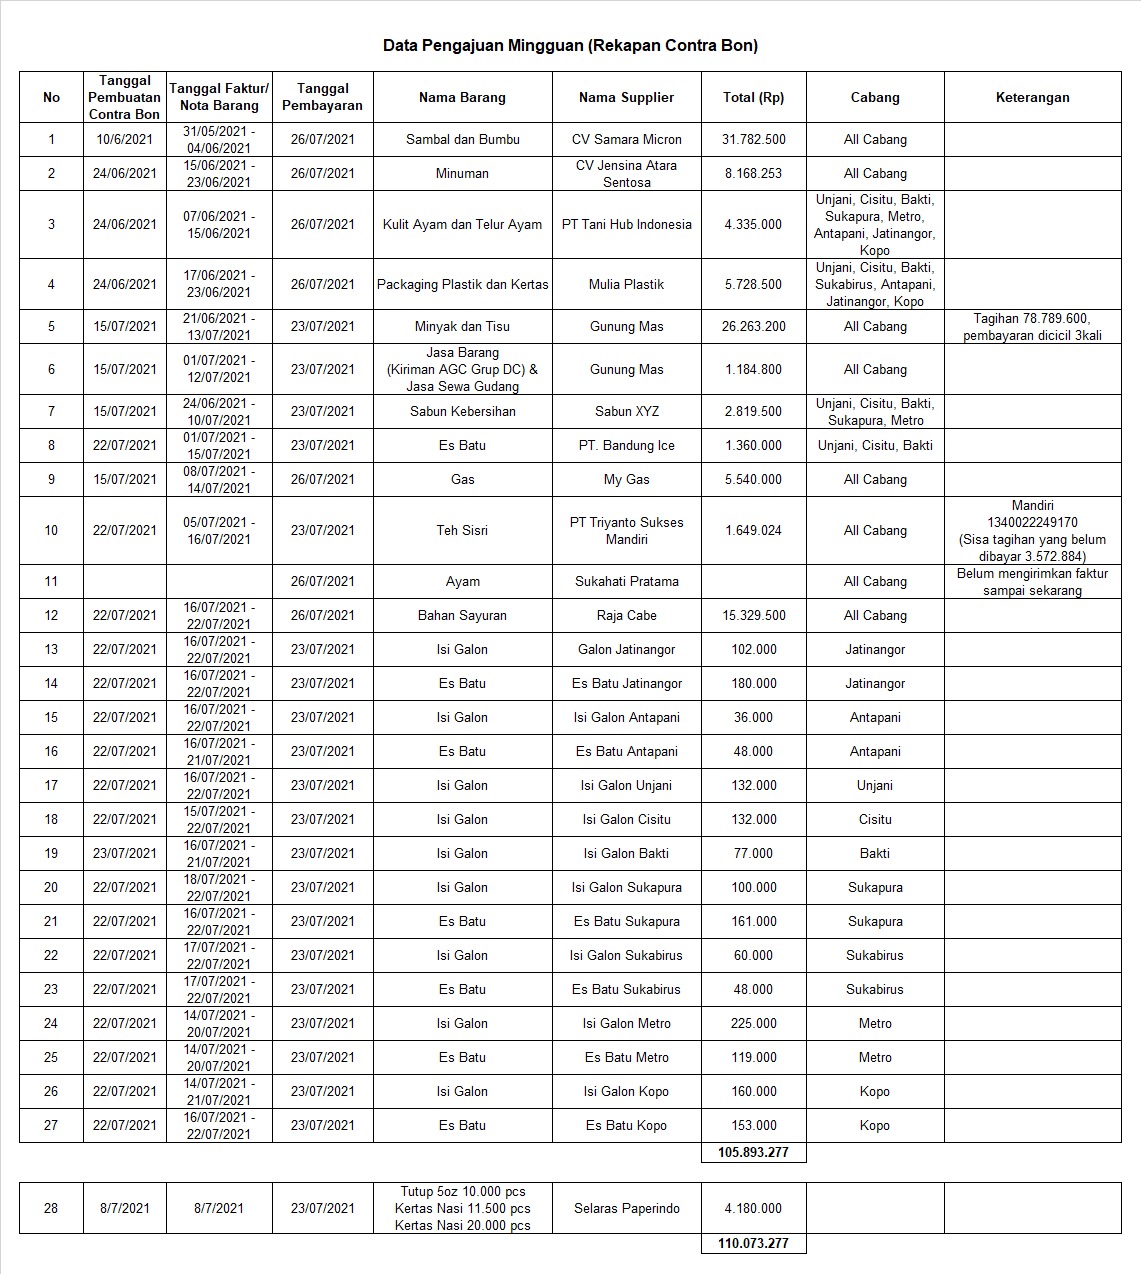 Data Pengajuan Mingguan (Rekapan Contra Bon)
No | Tanggal Pembuatan Contra Bon | Tanggal Faktur/ Nota Barang | Tanggal Pembayaran | Nama Barang | Nama Supplier | Total (Rp) | Cabang | Keterangan
1 | 10/6/2021 | 31/05/2021 - 04/06/2021 | 26/07/2021 | Sambal dan Bumbu | CV Samara Micron | 31.782.500 | All Cabang
2 | 24/06/2021 | 15/06/2021 - 23/06/2021 | 26/07/2021 | Minuman | CV Jensina Atara Sentosa | 8.168.253 | All Cabang
3 | 24/06/2021 | 07/06/2021 - 15/06/2021 | 26/07/2021 | Kulit Ayam dan Telur Ayam | PT Tani Hub Indonesia | 4.335.000 | Unjani, Cisitu, Bakti, Sukapura, Metro, Antapani, Jatinangor, Kopo
4 | 24/06/2021 | 17/06/2021 - 23/06/2021 | 26/07/2021 | Packaging Plastik dan Kertas | Mulia Plastik | 5.728.500 | Unjani, Cisitu, Bakti, Sukabirus, Antapani, Jatinangor, Kopo
5 | 15/07/2021 | 21/06/2021 - 13/07/2021 | 23/07/2021 | Minyak dan Tisu | Gunung Mas | 26.263.200 | All Cabang | Tagihan 78.789.600, pembayaran dicicil 3kali
6 | 15/07/2021 | 01/07/2021 - 12/07/2021 | 23/07/2021 | Jasa Barang (Kiriman AGC Grup DC) & Jasa Sewa Gudang | Gunung Mas | 1.184.800 | All Cabang
7 | 15/07/2021 | 24/06/2021 - 10/07/2021 | 23/07/2021 | Sabun Kebersihan | Sabun XYZ | 2.819.500 | Unjani, Cisitu, Bakti, Sukapura, Metro
8 | 22/07/2021 | 01/07/2021 - 15/07/2021 | 23/07/2021 | Es Batu | PT. Bandung Ice | 1.360.000 | Unjani, Cisitu, Bakti
9 | 15/07/2021 | 08/07/2021 - 14/07/2021 | 26/07/2021 | Gas | My Gas | 5.540.000 | All Cabang
10 | 22/07/2021 | 05/07/2021 - 16/07/2021 | 23/07/2021 | Teh Sisri | PT Triyanto Sukses Mandiri | 1.649.024 | All Cabang | Mandiri 1340022249170 (Sisa tagihan yang belum dibayar 3.572.884)
11 | 26/07/2021 | Ayam | Sukahati Pratama | All Cabang | Belum mengirimkan faktur sampai sekarang
12 | 22/07/2021 | 16/07/2021 - 22/07/2021 | 26/07/2021 | Bahan Sayuran | Raja Cabe | 15.329.500 | All Cabang
13 | 22/07/2021 | 16/07/2021 - 22/07/2021 | 23/07/2021 | Isi Galon | Galon Jatinangor | 102.000 | Jatinangor
14 | 22/07/2021 | 16/07/2021 - 22/07/2021 | 23/07/2021 | Es Batu | Es Batu Jatinangor | 180.000 | Jatinangor
15 | 22/07/2021 | 16/07/2021 - 22/07/2021 | 23/07/2021 | Isi Galon | Isi Galon Antapani | 36.000 | Antapani
16 | 22/07/2021 | 16/07/2021 - 21/07/2021 | 23/07/2021 | Es Batu | Es Batu Antapani | 48.000 | Antapani
17 | 22/07/2021 | 16/07/2021 - 22/07/2021 | 23/07/2021 | Isi Galon | Isi Galon Unjani | 132.000 | Unjani
18 | 22/07/2021 | 15/07/2021 - 22/07/2021 | 23/07/2021 | Isi Galon | Isi Galon Cisitu | 132.000 | Cisitu
19 | 23/07/2021 | 16/07/2021 - 21/07/2021 | 23/07/2021 | Isi Galon | Isi Galon Bakti | 77.000 | Bakti
20 | 22/07/2021 | 18/07/2021 - 22/07/2021 | 23/07/2021 | Isi Galon | Isi Galon Sukapura | 100.000 | Sukapura
21 | 22/07/2021 | 16/07/2021 - 22/07/2021 | 23/07/2021 | Es Batu | Es Batu Sukapura | 161.000 | Sukapura
22 | 22/07/2021 | 17/07/2021 - 22/07/2021 | 23/07/2021 | Isi Galon | Isi Galon Sukabirus | 60.000 | Sukabirus
23 | 22/07/2021 | 17/07/2021 - 22/07/2021 | 23/07/2021 | Es Batu | Es Batu Sukabirus | 48.000 | Sukabirus
24 | 22/07/2021 | 14/07/2021 - 20/07/2021 | 23/07/2021 | Isi Galon | Isi Galon Metro | 225.000 | Metro
25 | 22/07/2021 | 14/07/2021 - 20/07/2021 | 23/07/2021 | Es Batu | Es Batu Metro | 119.000 | Metro
26 | 22/07/2021 | 14/07/2021 - 21/07/2021 | 23/07/2021 | Isi Galon | Isi Galon Kopo | 160.000 | Kopo
27 | 22/07/2021 | 16/07/2021 - 22/07/2021 | 23/07/2021 | Es Batu | Es Batu Kopo | 153.000 | Kopo
105.893.277
28 | 8/7/2021 | 8/7/2021 | 23/07/2021 | Tutup 5oz 10.000 pcs Kertas Nasi 11.500 pcs Kertas Nasi 20.000 pcs | Selaras Paperindo | 4.180.000
110.073.277